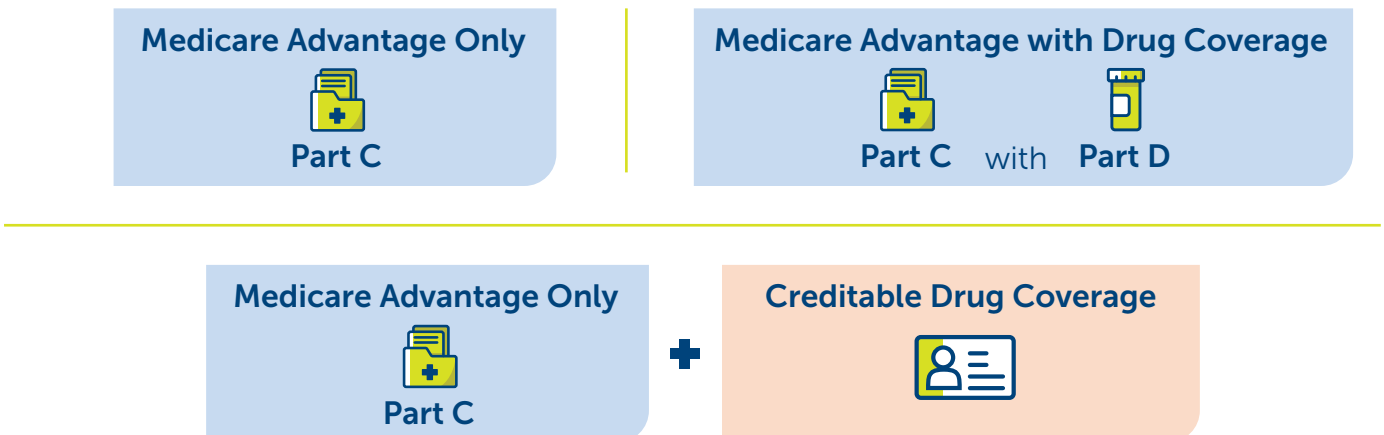 Medicare Advantage Only
Part C
Medicare Advantage with Drug Coverage
Part C with Part D
Medicare Advantage Only
Part C
Creditable Drug Coverage